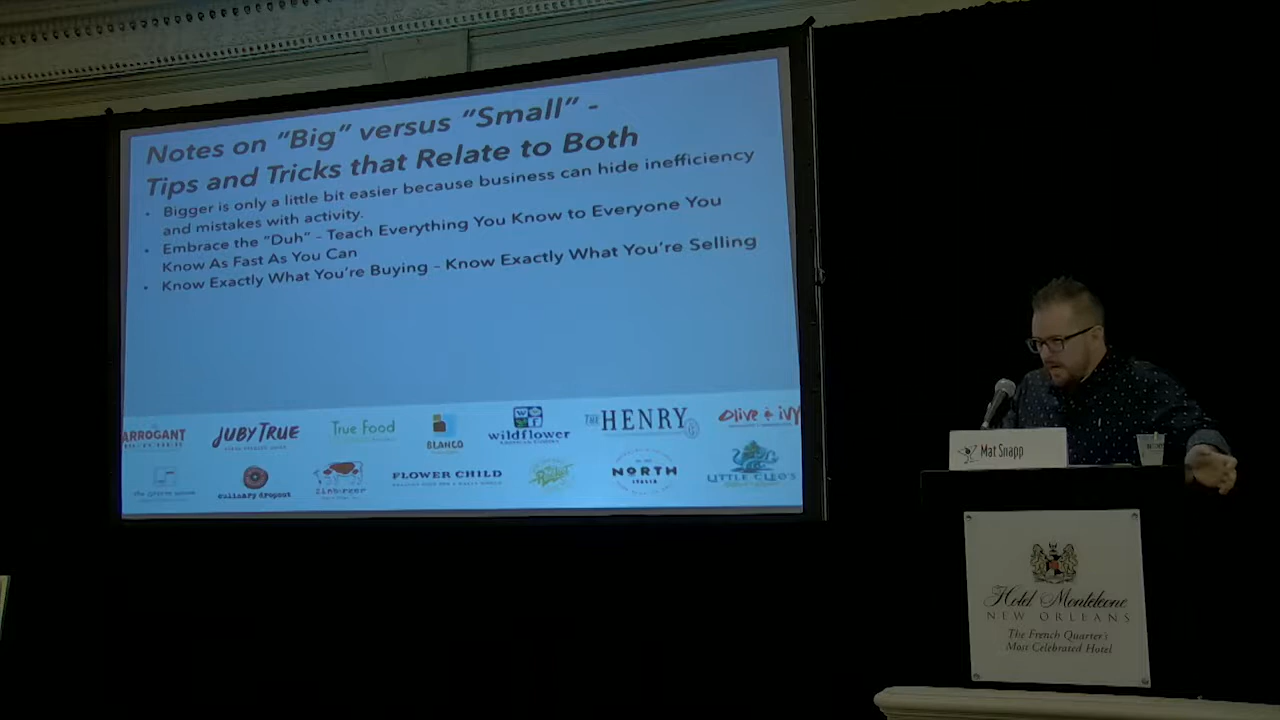 Notes on "Big" versus "Small" -
Tips and Tricks that Relate to Both
• Bigger is only a little bit easier because business can hide inefficiency
and mistakes with activity.
• Embrace the "Duh" – Teach Everything You Know to Everyone You
Know As Fast As You Can
• Know Exactly What You're Buying – Know Exactly What You're Selling
ARROGANT
JUBY TRUE
True Food
BLANCO
wildflower
THE HENRY
Olive & ivy
culinary dropout
Zinburger
FLOWER CHILD
NORTH
italia
LITTLE CLEO'S
Mat Snapp
Hotel Monteleone
NEW ORLEANS
The French Quarter's
Most Celebrated Hotel